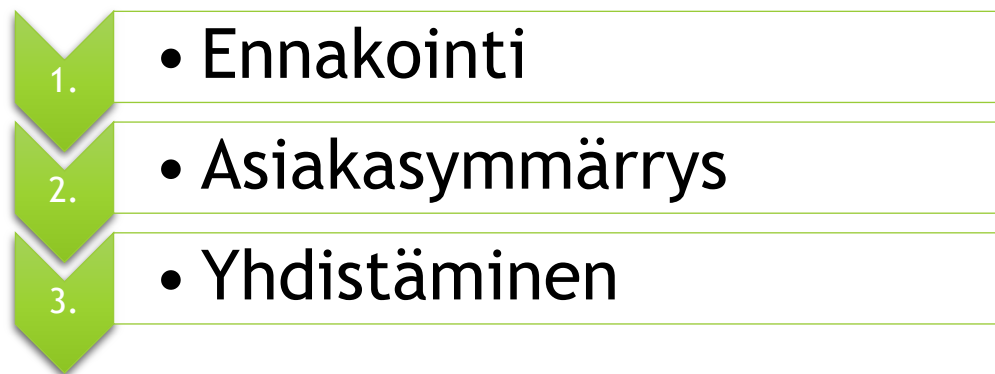 1. • Ennakointi
2. • Asiakasymmärrys
3. • Yhdistäminen